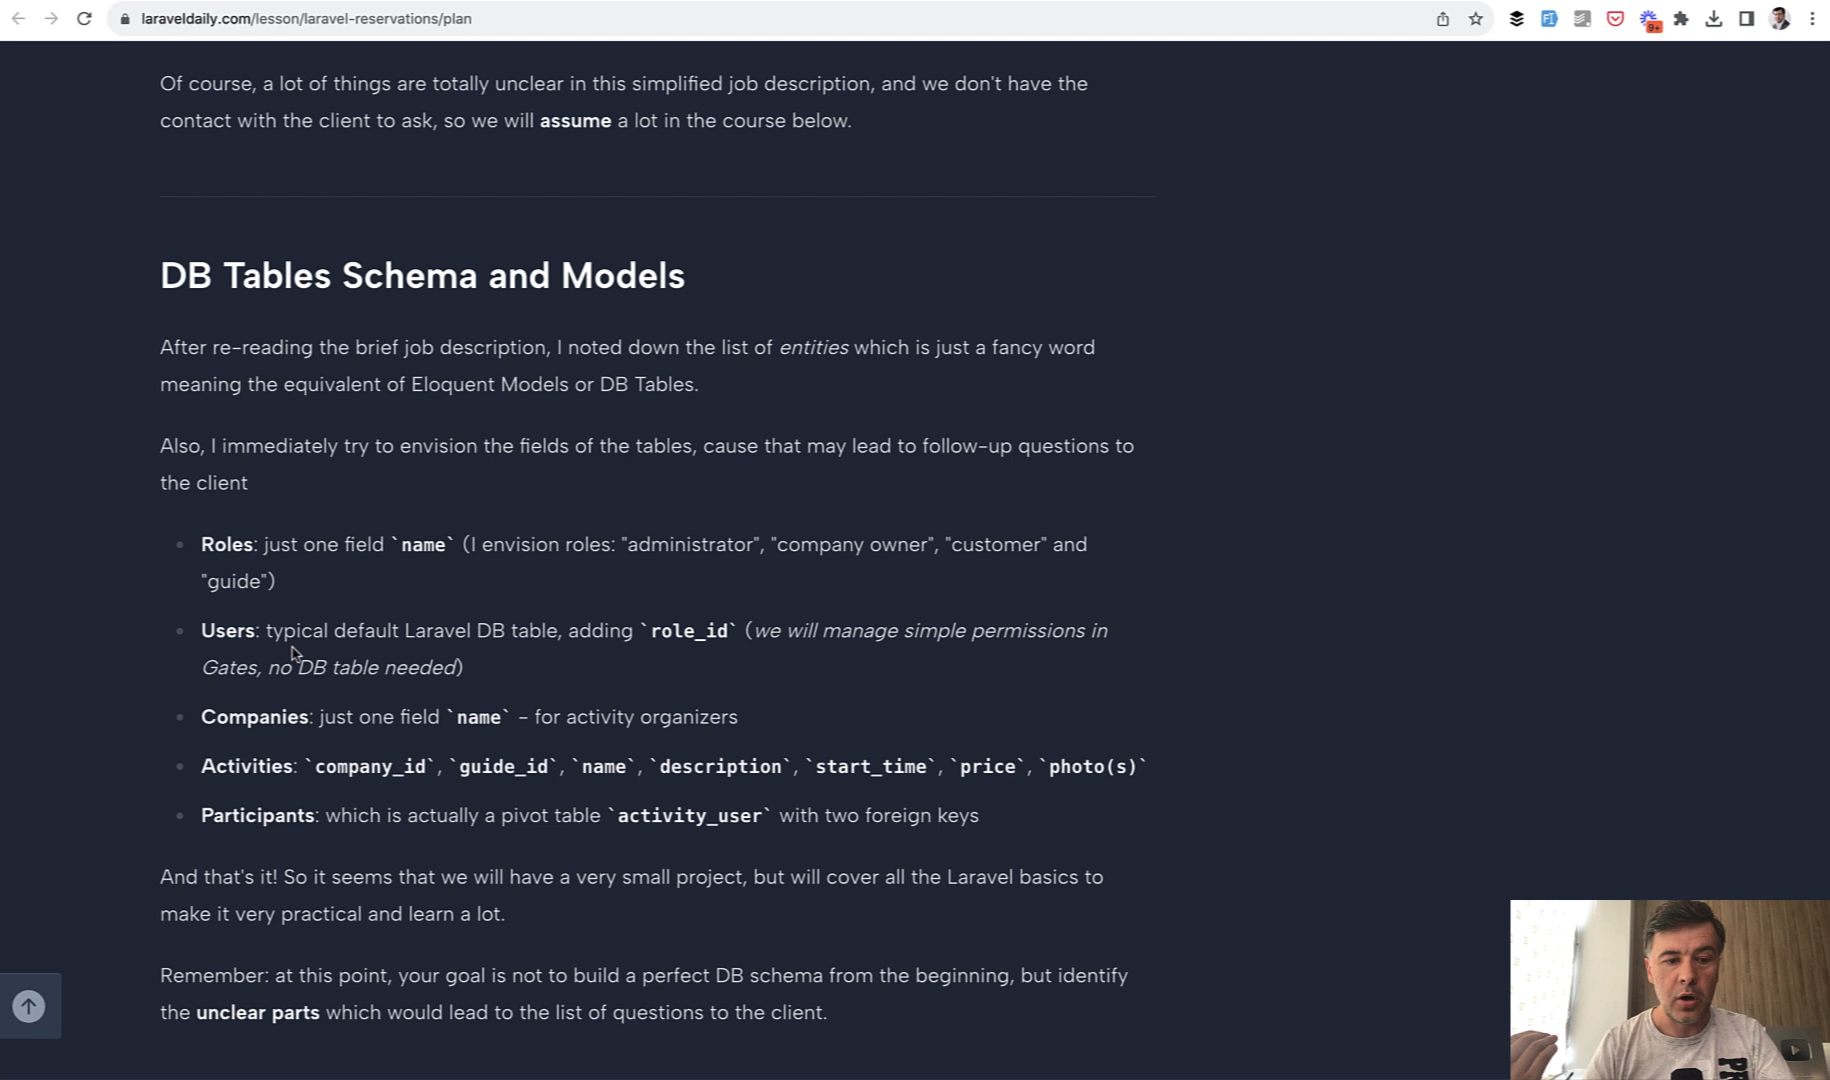 laraveldaily.com/lesson/laravel-reservations/plan
9+
Of course, a lot of things are totally unclear in this simplified job description, and we don't have the
contact with the client to ask, so we will assume a lot in the course below.
DB Tables Schema and Models
After re-reading the brief job description, I noted down the list of entities which is just a fancy word
meaning the equivalent of Eloquent Models or DB Tables.
Also, I immediately try to envision the fields of the tables, cause that may lead to follow-up questions to
the client
• Roles: just one field `name` (I envision roles: "administrator", "company owner", "customer" and
"guide")
• Users: typical default Laravel DB table, adding `role_id` (we will manage simple permissions in
Gates, no DB table needed)
• Companies: just one field `name` - for activity organizers
• Activities: `company_id`, `guide_id`, `name`, `description`, `start_time`, `price`, `photo(s)`
• Participants: which is actually a pivot table `activity_user` with two foreign keys
And that's it! So it seems that we will have a very small project, but will cover all the Laravel basics to
make it very practical and learn a lot.
Remember: at this point, your goal is not to build a perfect DB schema from the beginning, but identify
the unclear parts which would lead to the list of questions to the client.